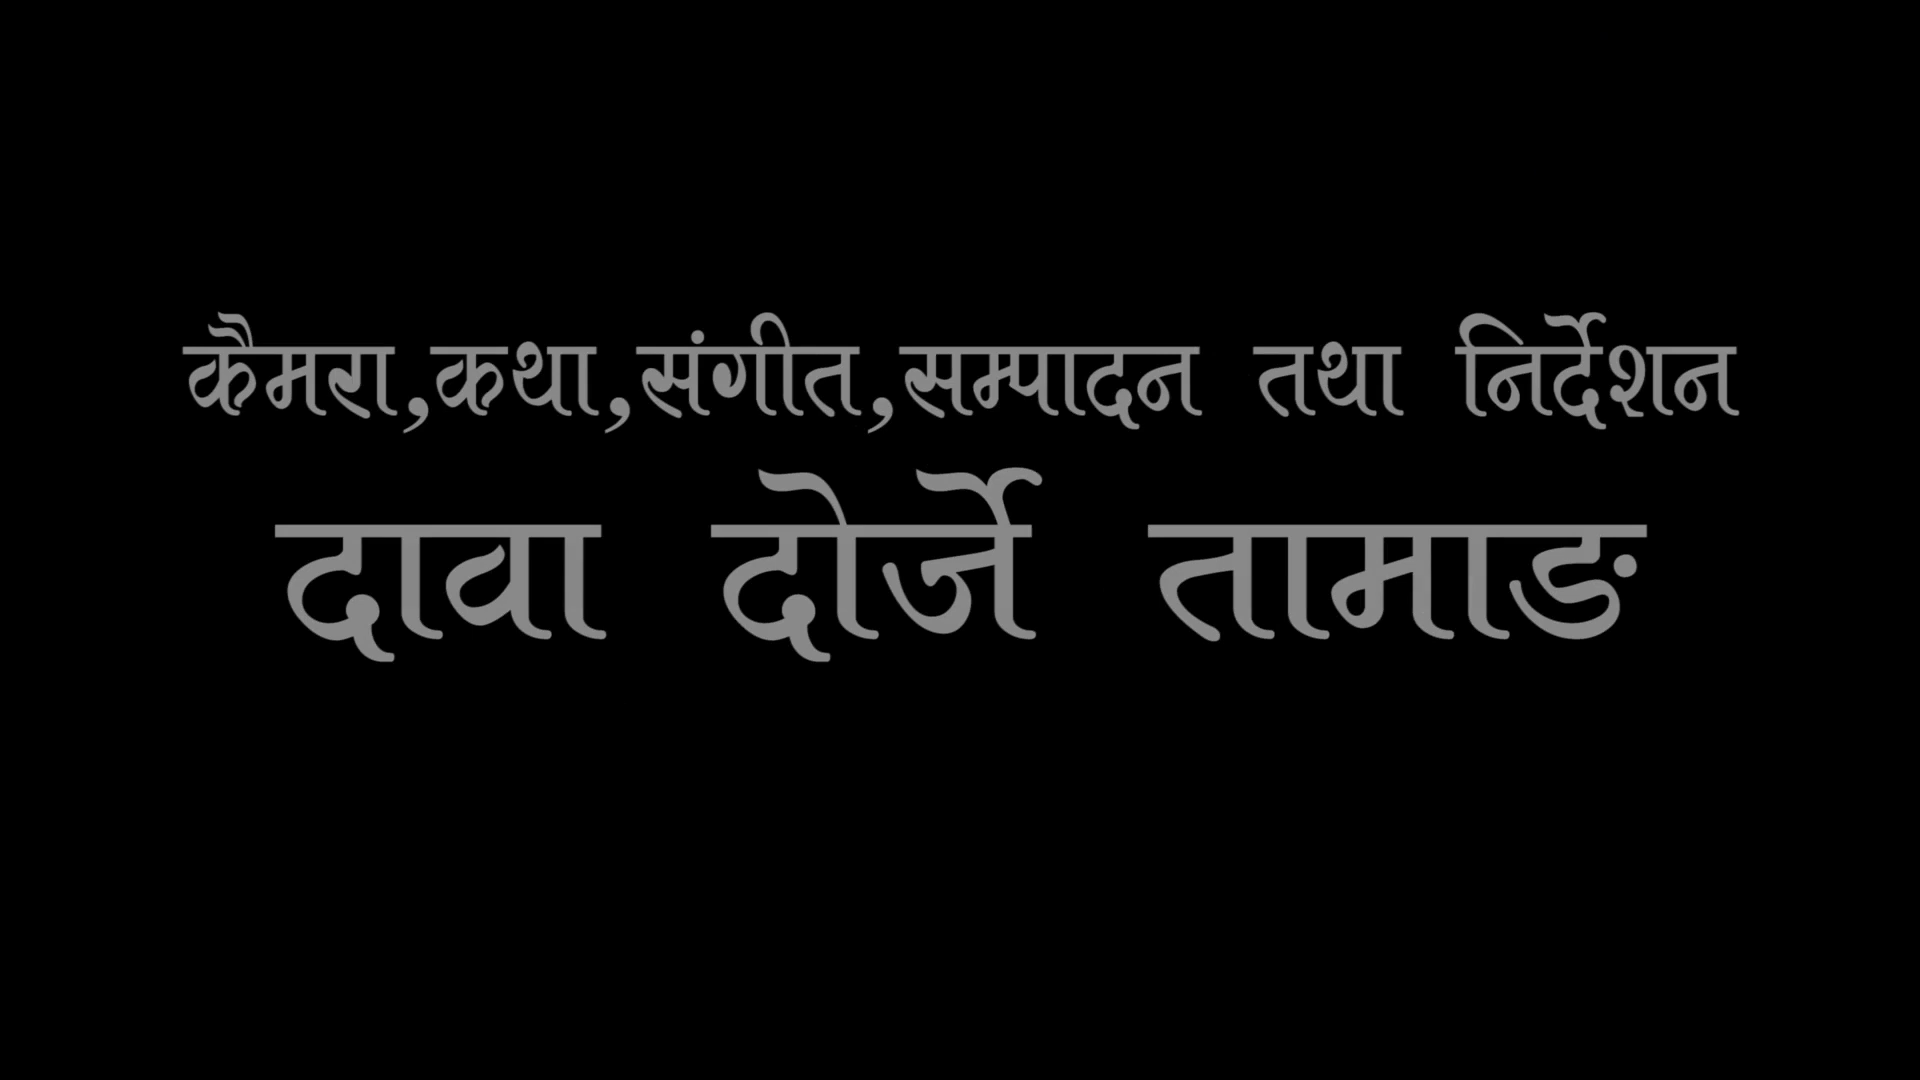 कैमरा,कथा,संगीत,सम्पादन तथा निर्देशन
दावा दोर्जे तामाङ